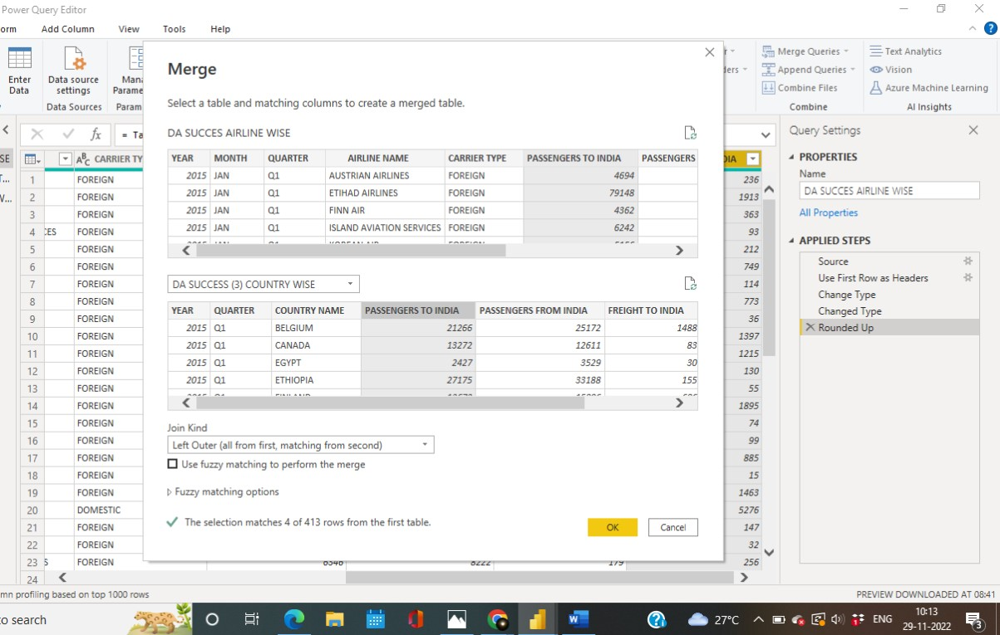 Power Query Editor
orm Add Column View Tools Help
Enter Data
Data source settings
Data Sources
Merge Queries
Append Queries
Combine Files
Combine
Text Analytics
Vision
Azure Machine Learning
AI Insights
Merge
Select a table and matching columns to create a merged table.
DA SUCCES AIRLINE WISE
YEAR MONTH QUARTER AIRLINE NAME CARRIER TYPE PASSENGERS TO INDIA PASSENGERS
2015 JAN Q1 AUSTRIAN AIRLINES FOREIGN 4694
2015 JAN Q1 ETIHAD AIRLINES FOREIGN 79148
2015 JAN Q1 FINN AIR FOREIGN 4362
2015 JAN Q1 ISLAND AVIATION SERVICES FOREIGN 6242
DA SUCCESS (3) COUNTRY WISE
YEAR QUARTER COUNTRY NAME PASSENGERS TO INDIA PASSENGERS FROM INDIA FREIGHT TO INDIA
2015 Q1 BELGIUM 21266 25172 1488
2015 Q1 CANADA 13272 12611 83
2015 Q1 EGYPT 2427 3529 30
2015 Q1 ETHIOPIA 27175 33188 155
Join Kind
Left Outer (all from first, matching from second)
Use fuzzy matching to perform the merge
Fuzzy matching options
The selection matches 4 of 413 rows from the first table.
OK Cancel
fx = Ta
CARRIER TY
1 FOREIGN 236
2 FOREIGN 1913
3 FOREIGN 363
4 CES FOREIGN 93
5 FOREIGN 212
6 FOREIGN 749
7 FOREIGN 114
8 FOREIGN 773
9 FOREIGN 36
10 FOREIGN 1397
11 FOREIGN 1215
12 FOREIGN 130
13 FOREIGN 55
14 FOREIGN 1895
15 FOREIGN 74
16 FOREIGN 99
17 FOREIGN 885
18 FOREIGN 15
19 FOREIGN 1463
20 DOMESTIC 5276
21 FOREIGN 147
22 FOREIGN 32
23 S FOREIGN 6346 8222 179 256
24
Query Settings
PROPERTIES
Name
DA SUCCES AIRLINE WISE
All Properties
APPLIED STEPS
Source
Use First Row as Headers
Change Type
Changed Type
Rounded Up
mn profiling based on top 1000 rows PREVIEW DOWNLOADED AT 08:41
to search 27°C ENG 10:13
29-11-2022
3